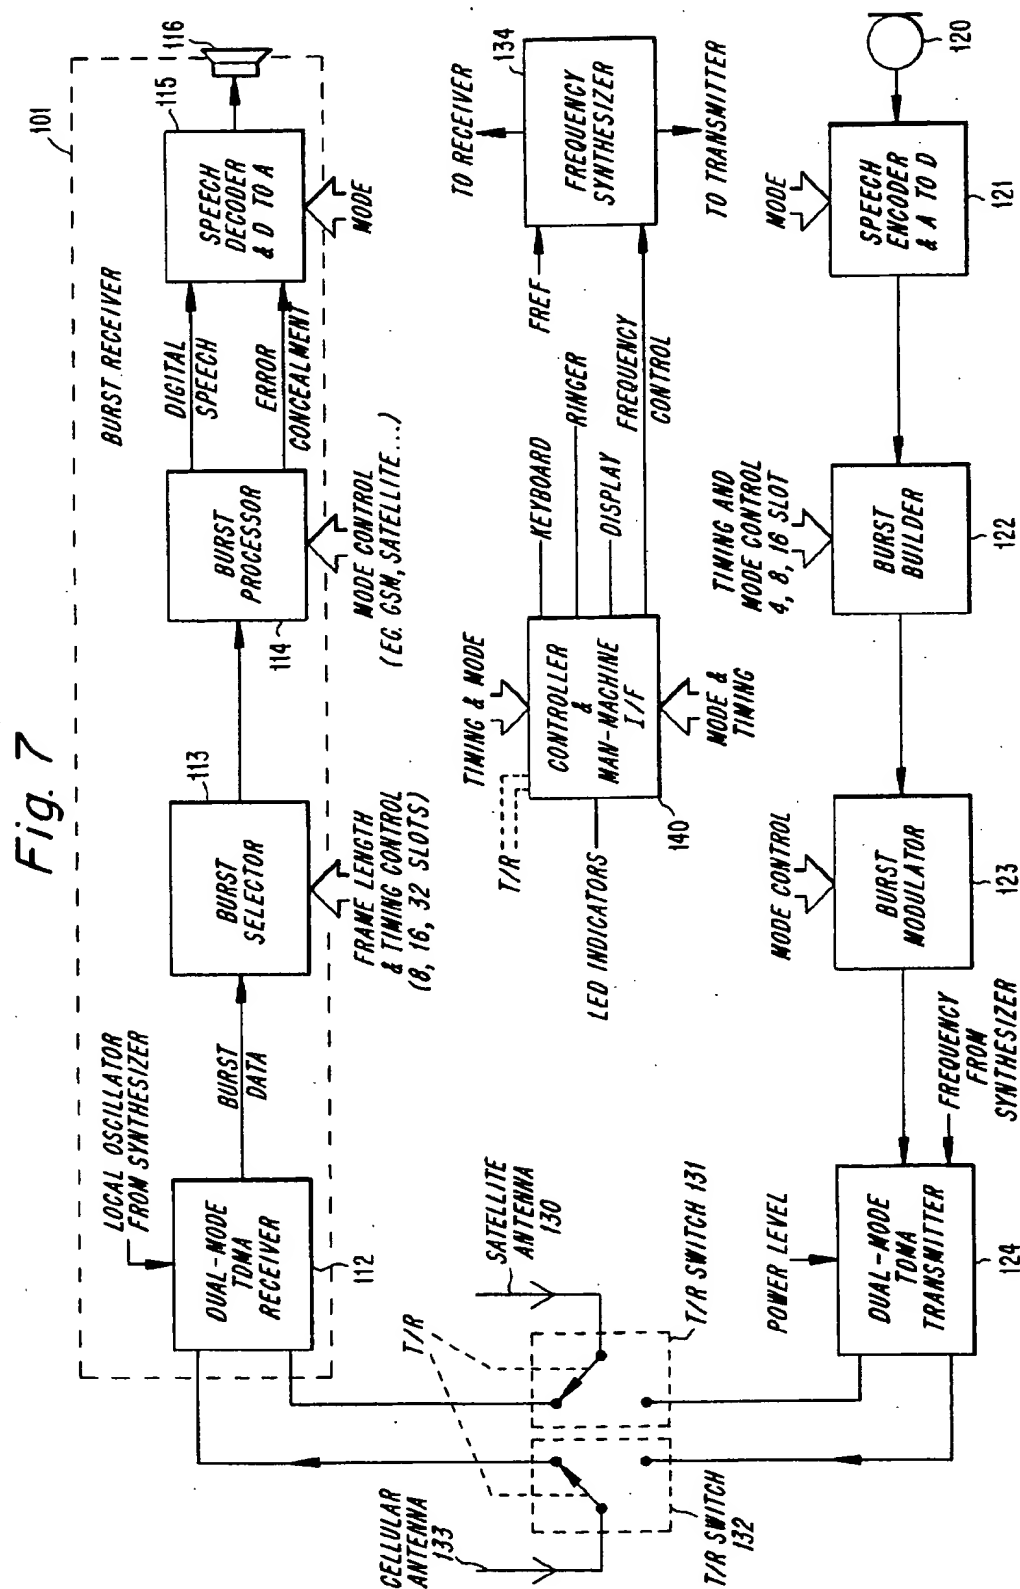 Fig. 7
101
BURST RECEIVER
LOCAL OSCILLATOR
FROM SYNTHESIZER
DUAL-MODE
TDMA
RECEIVER
112
BURST
DATA
BURST
SELECTOR
113
FRAME LENGTH
& TIMING CONTROL
(8, 16, 32 SLOTS)
BURST
PROCESSOR
114
MODE CONTROL
(EG. GSM, SATELLITE...)
DIGITAL
SPEECH
ERROR
CONCEALMENT
SPEECH
DECODER
& D TO A
115
MODE
116
CELLULAR
ANTENNA
133
T/R
SATELLITE
ANTENNA
130
T/R SWITCH
132
T/R SWITCH 131
T/R
TIMING & MODE
LED INDICATORS
CONTROLLER
&
MAN-MACHINE
I/F
140
MODE &
TIMING
KEYBOARD
RINGER
DISPLAY
FREQUENCY
CONTROL
FREF
TO RECEIVER
134
FREQUENCY
SYNTHESIZER
TO TRANSMITTER
POWER LEVEL
DUAL-MODE
TDMA
TRANSMITTER
124
FREQUENCY
FROM
SYNTHESIZER
MODE CONTROL
BURST
MODULATOR
123
TIMING AND
MODE CONTROL
4, 8, 16 SLOT
BURST
BUILDER
122
MODE
SPEECH
ENCODER
& A TO D
121
120